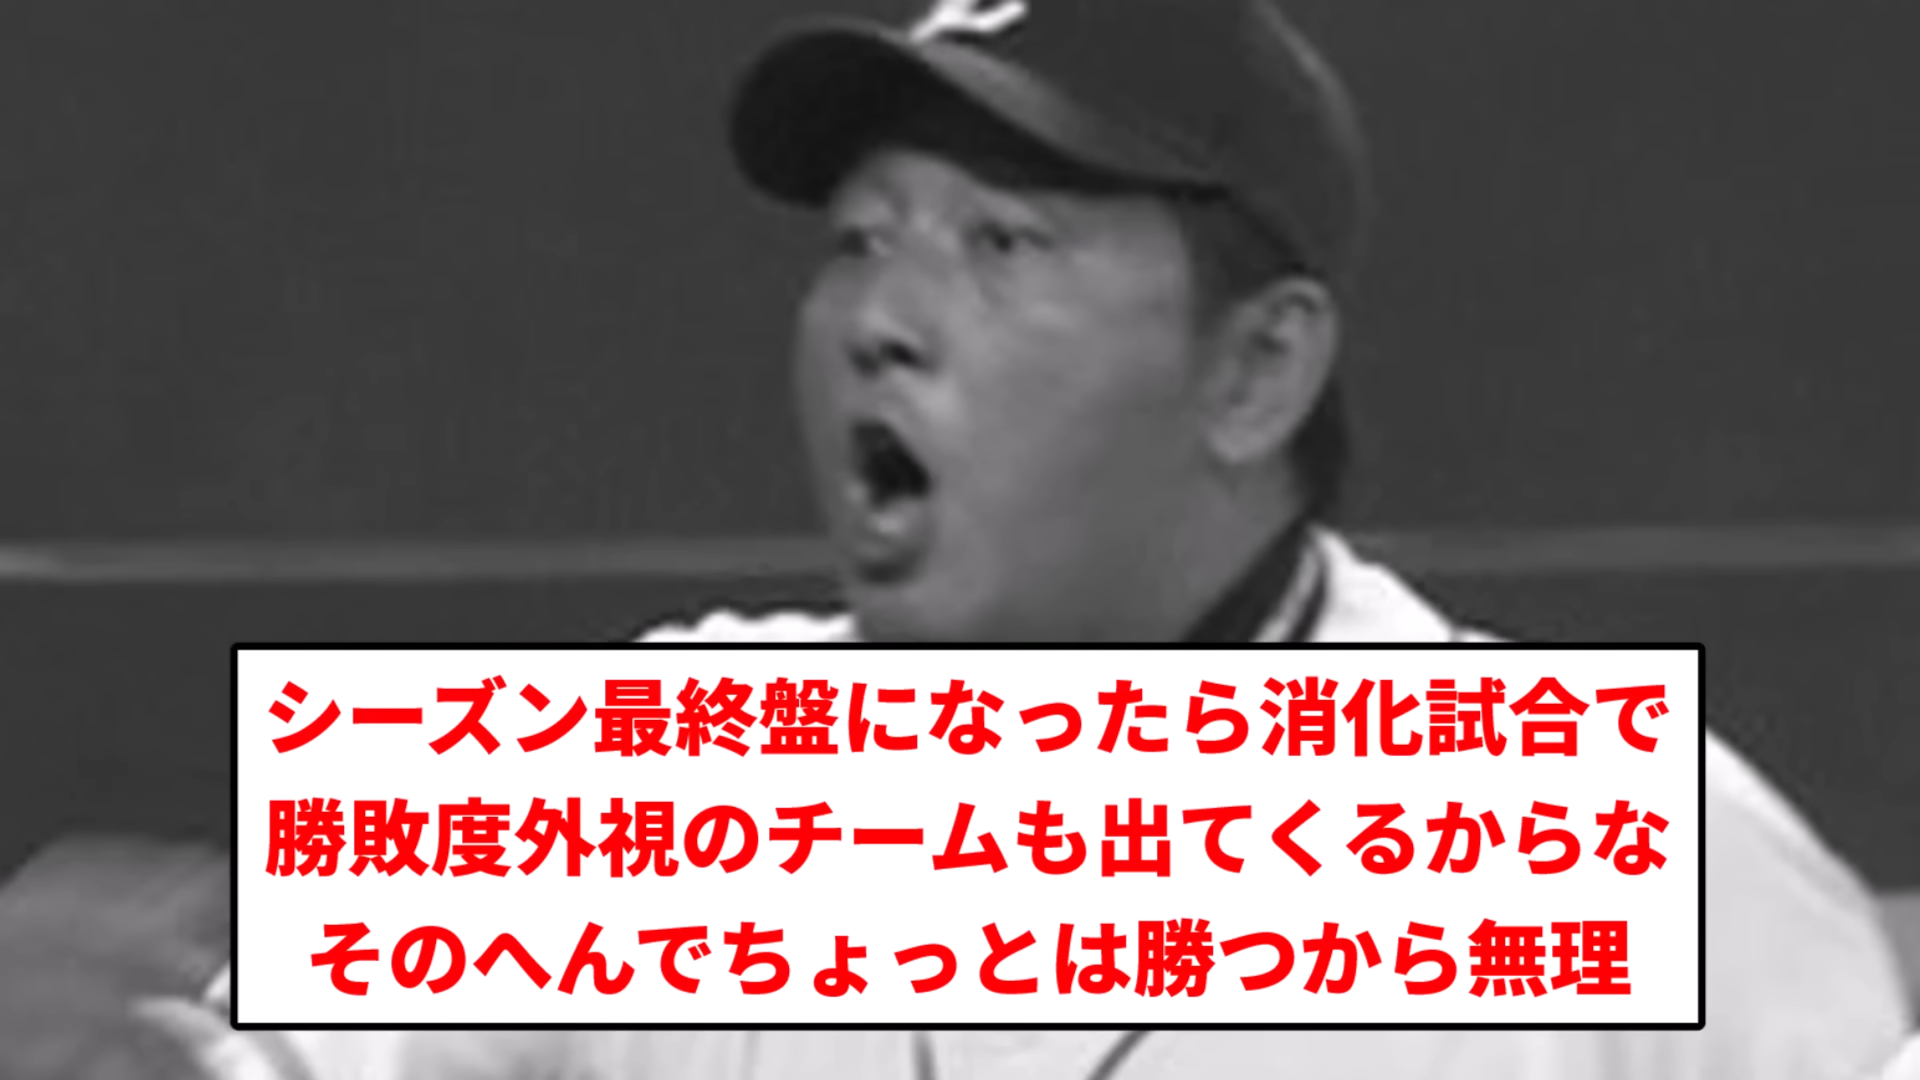 シーズン最終盤になったら消化試合で
勝敗度外視のチームも出てくるからな
そのへんでちょっとは勝つから無理